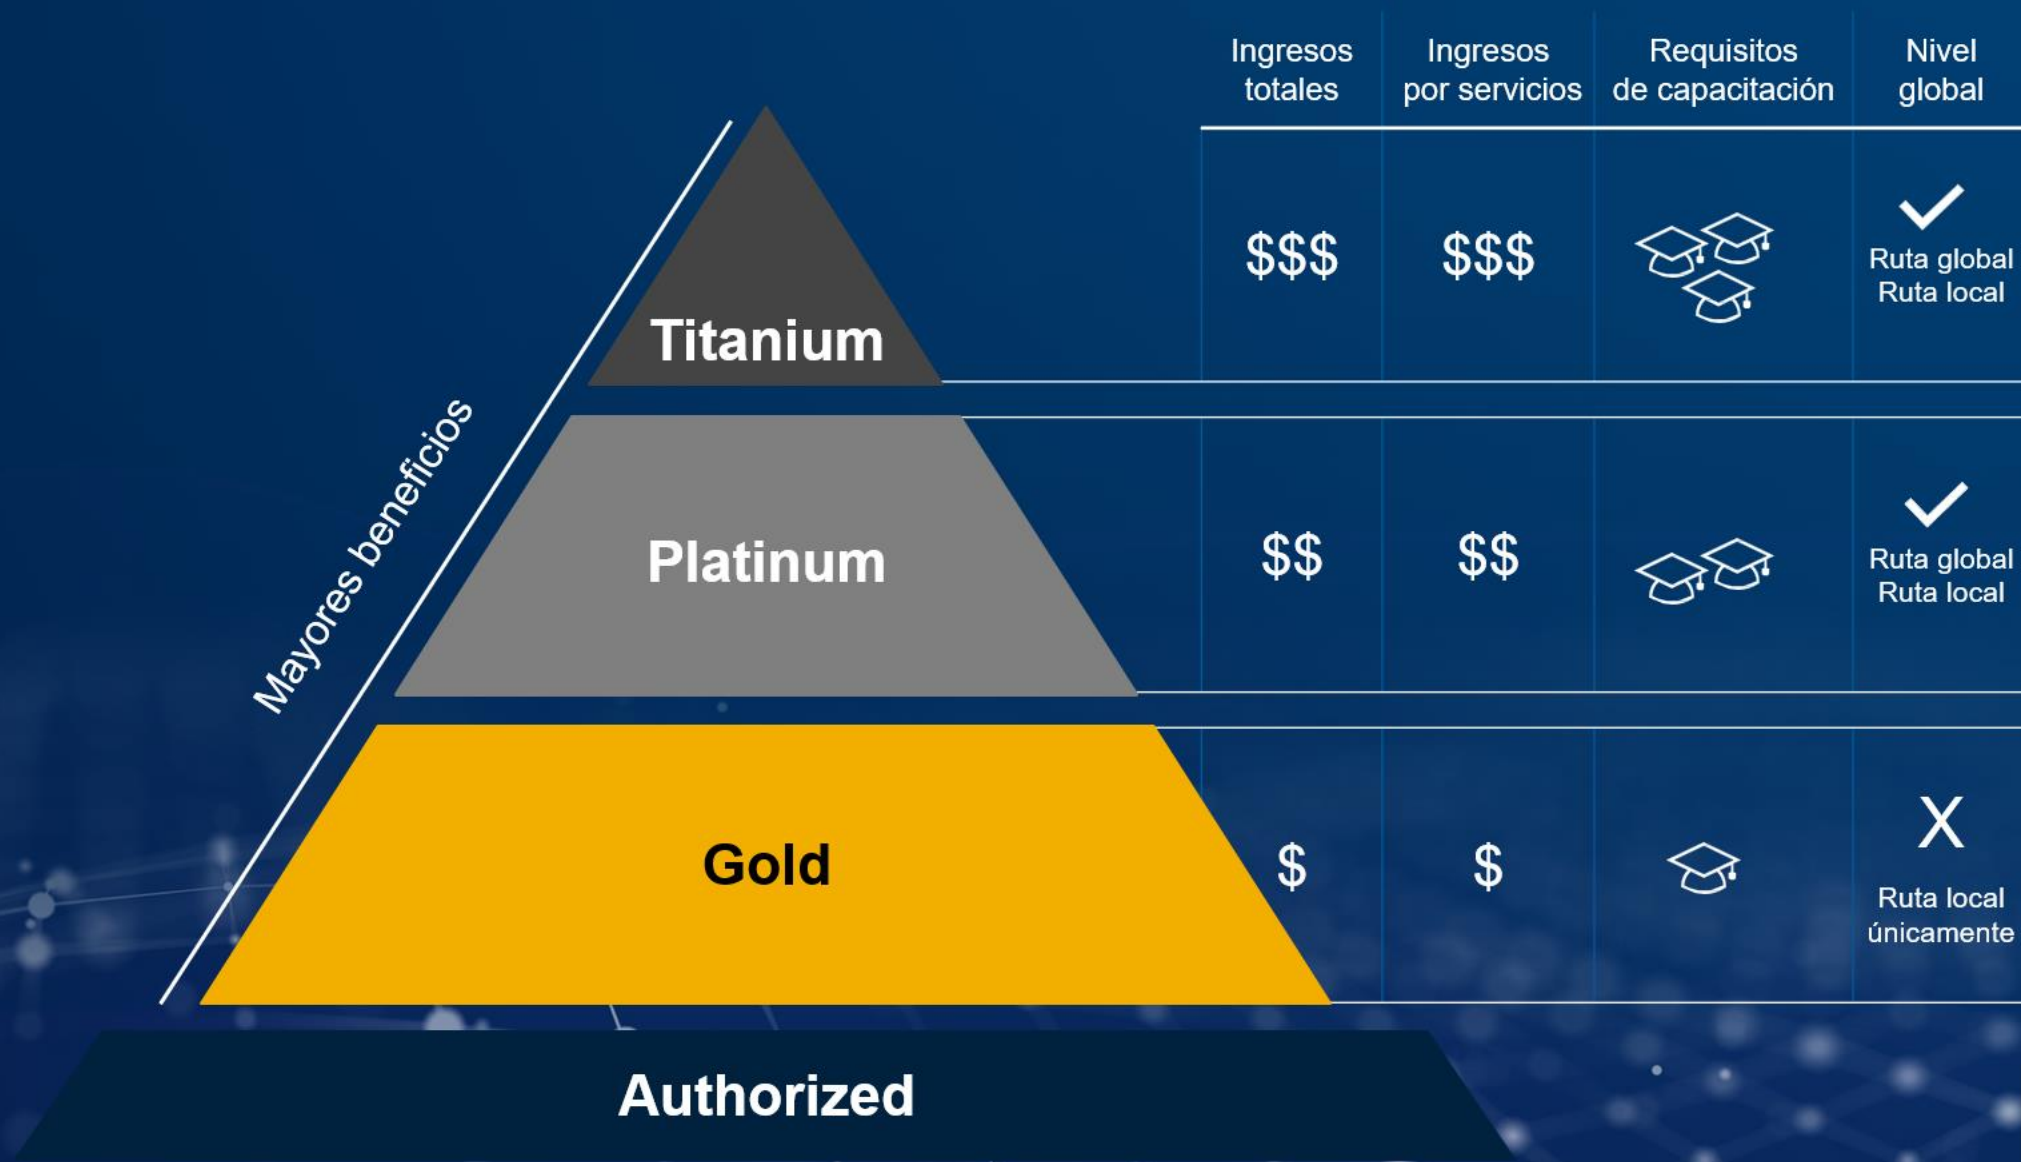 Ingresos
totales
Ingresos
por servicios
Requisitos
de capacitación
Nivel
global
Mayores beneficios
Titanium
$$$
$$$
Ruta global
Ruta local
Platinum
$$
$$
Ruta global
Ruta local
Gold
$
$
X
Ruta local
únicamente
Authorized